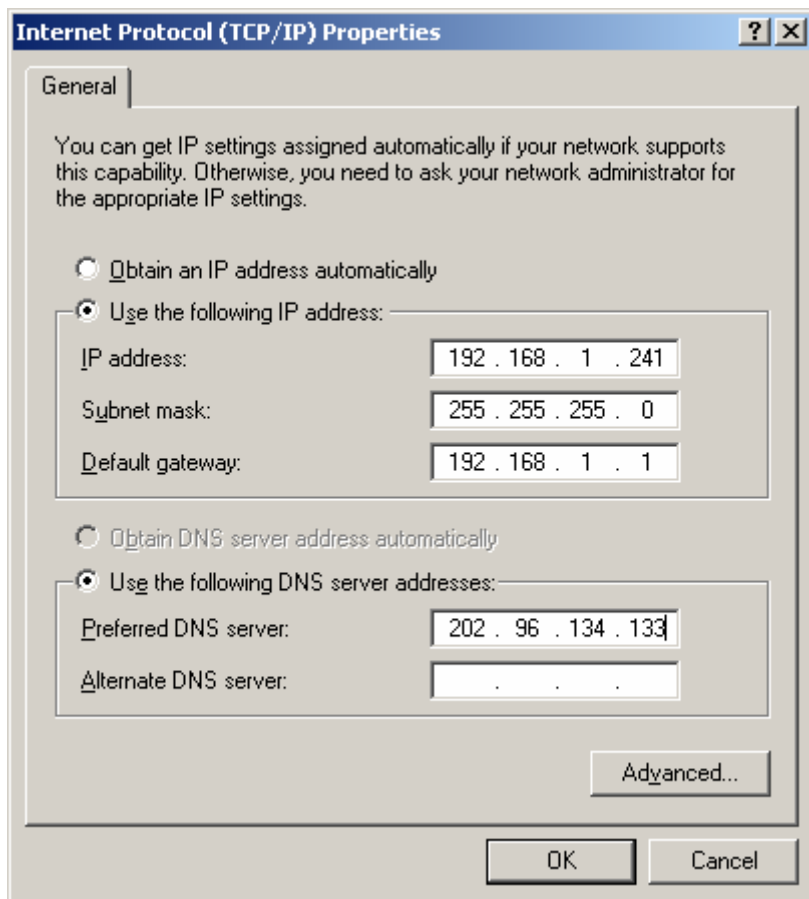 Internet Protocol (TCP/IP) Properties
General
You can get IP settings assigned automatically if your network supports
this capability. Otherwise, you need to ask your network administrator for
the appropriate IP settings.
Obtain an IP address automatically
Use the following IP address:
IP address: 192 . 168 . 1 . 241
Subnet mask: 255 . 255 . 255 . 0
Default gateway: 192 . 168 . 1 . 1
Obtain DNS server address automatically
Use the following DNS server addresses:
Preferred DNS server: 202 . 96 . 134 . 133
Alternate DNS server: . . .
Advanced...
OK Cancel